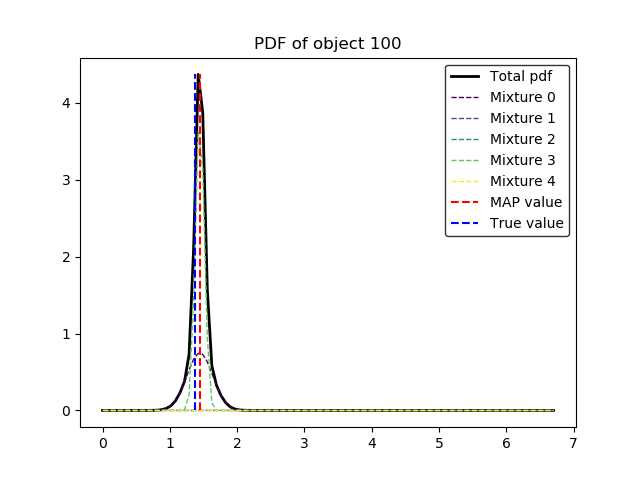 PDF of object 100
Total pdf
Mixture 0
Mixture 1
Mixture 2
Mixture 3
Mixture 4
MAP value
True value
4
3
2
1
0
0 1 2 3 4 5 6 7